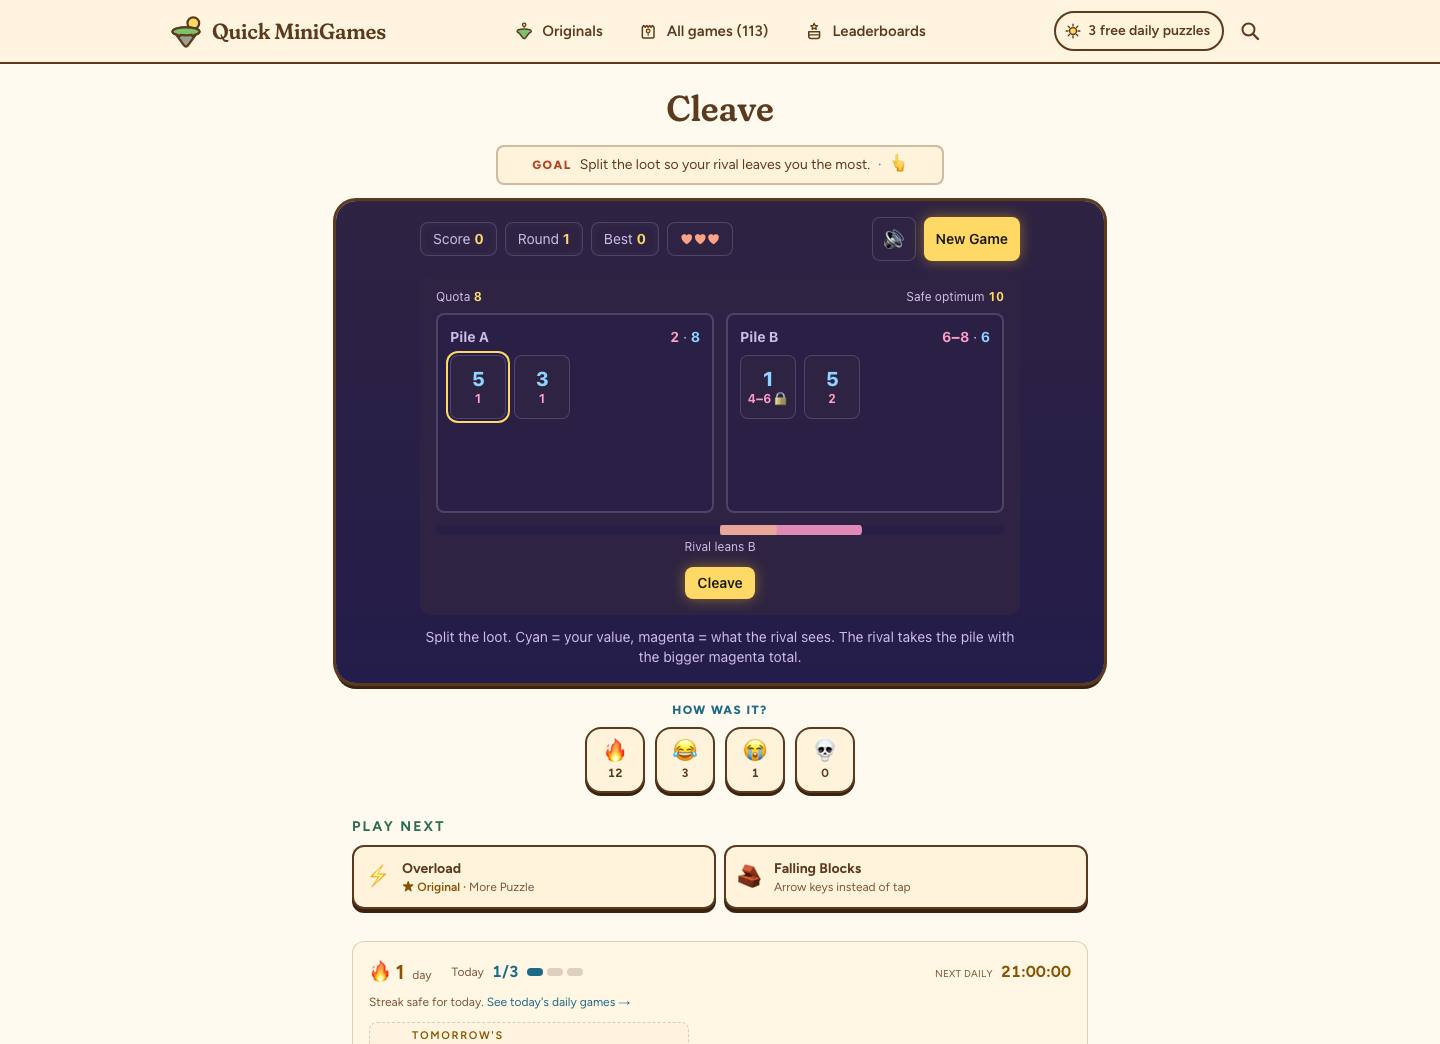 Quick MiniGames
Originals
All games (113)
Leaderboards
3 free daily puzzles
Cleave
GOAL Split the loot so your rival leaves you the most. ·
Score 0
Round 1
Best 0
New Game
Quota 8
Safe optimum 10
Pile A
2 · 8
5
1
3
1
Pile B
6–8 · 6
1
4–6
5
2
Rival leans B
Cleave
Split the loot. Cyan = your value, magenta = what the rival sees. The rival takes the pile with
the bigger magenta total.
HOW WAS IT?
12
3
1
0
PLAY NEXT
Overload
Original · More Puzzle
Falling Blocks
Arrow keys instead of tap
1 day
Today 1/3
NEXT DAILY 21:00:00
Streak safe for today. See today's daily games →
TOMORROW'S